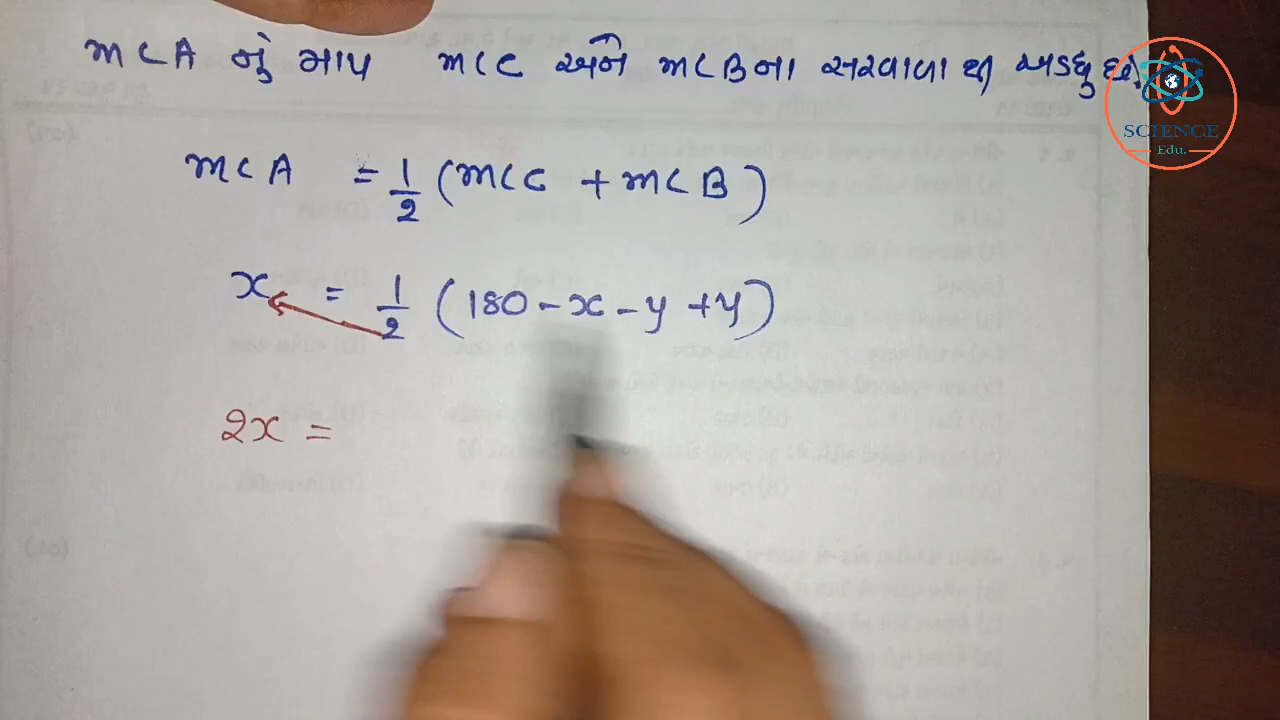 m∠A નું માપ m∠C અને m∠B ના સરવાળા થી અડધુ છે.
SCIENCE
Edu.
m∠A = 1/2 (m∠C + m∠B)
x = 1/2 (180 - x - y + y)
2x =